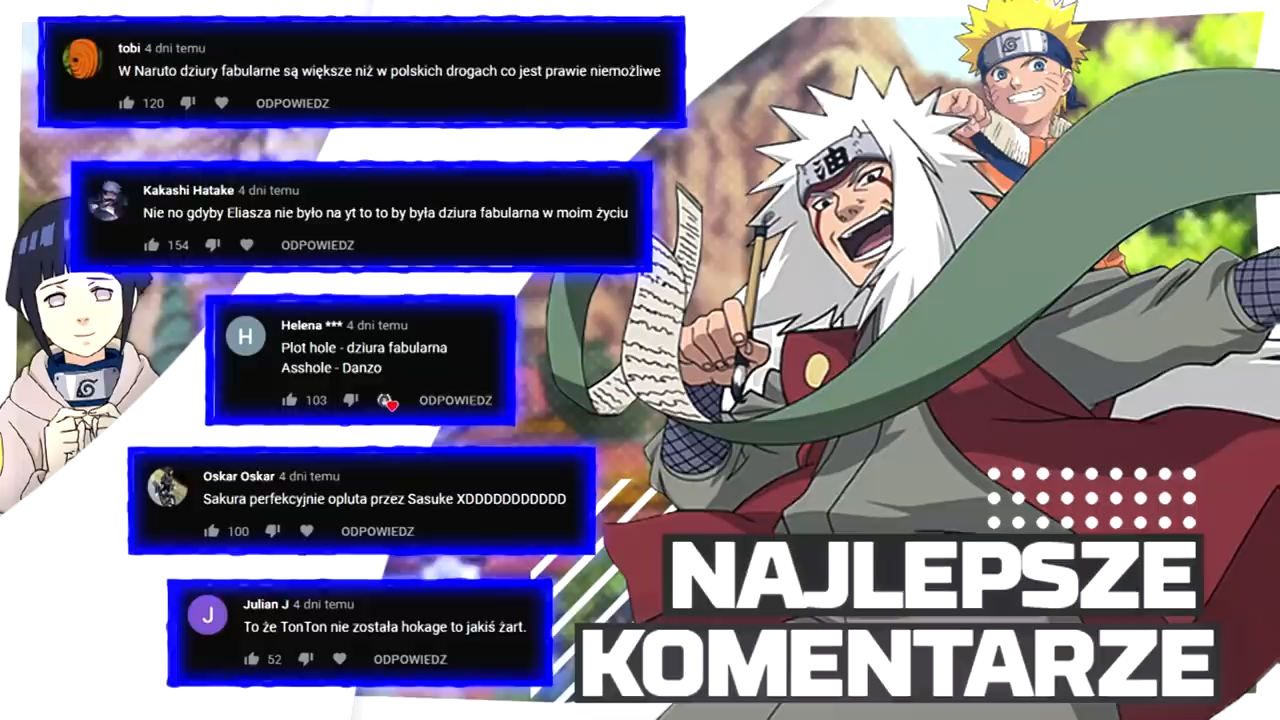 tobi 4 dni temu
W Naruto dziury fabularne są większe niż w polskich drogach co jest prawie niemożliwe
120 ODPOWIEDZ
Kakashi Hatake 4 dni temu
Nie no gdyby Eliasza nie było na yt to to by była dziura fabularna w moim życiu
154 ODPOWIEDZ
H
Helena *** 4 dni temu
Plot hole - dziura fabularna
Asshole - Danzo
103 ODPOWIEDZ
Oskar Oskar 4 dni temu
Sakura perfekcyjnie opluta przez Sasuke XDDDDDDDDDDD
100 ODPOWIEDZ
J
Julian J 4 dni temu
To że TonTon nie została hokage to jakiś żart.
52 ODPOWIEDZ
油
NAJLEPSZE
KOMENTARZE